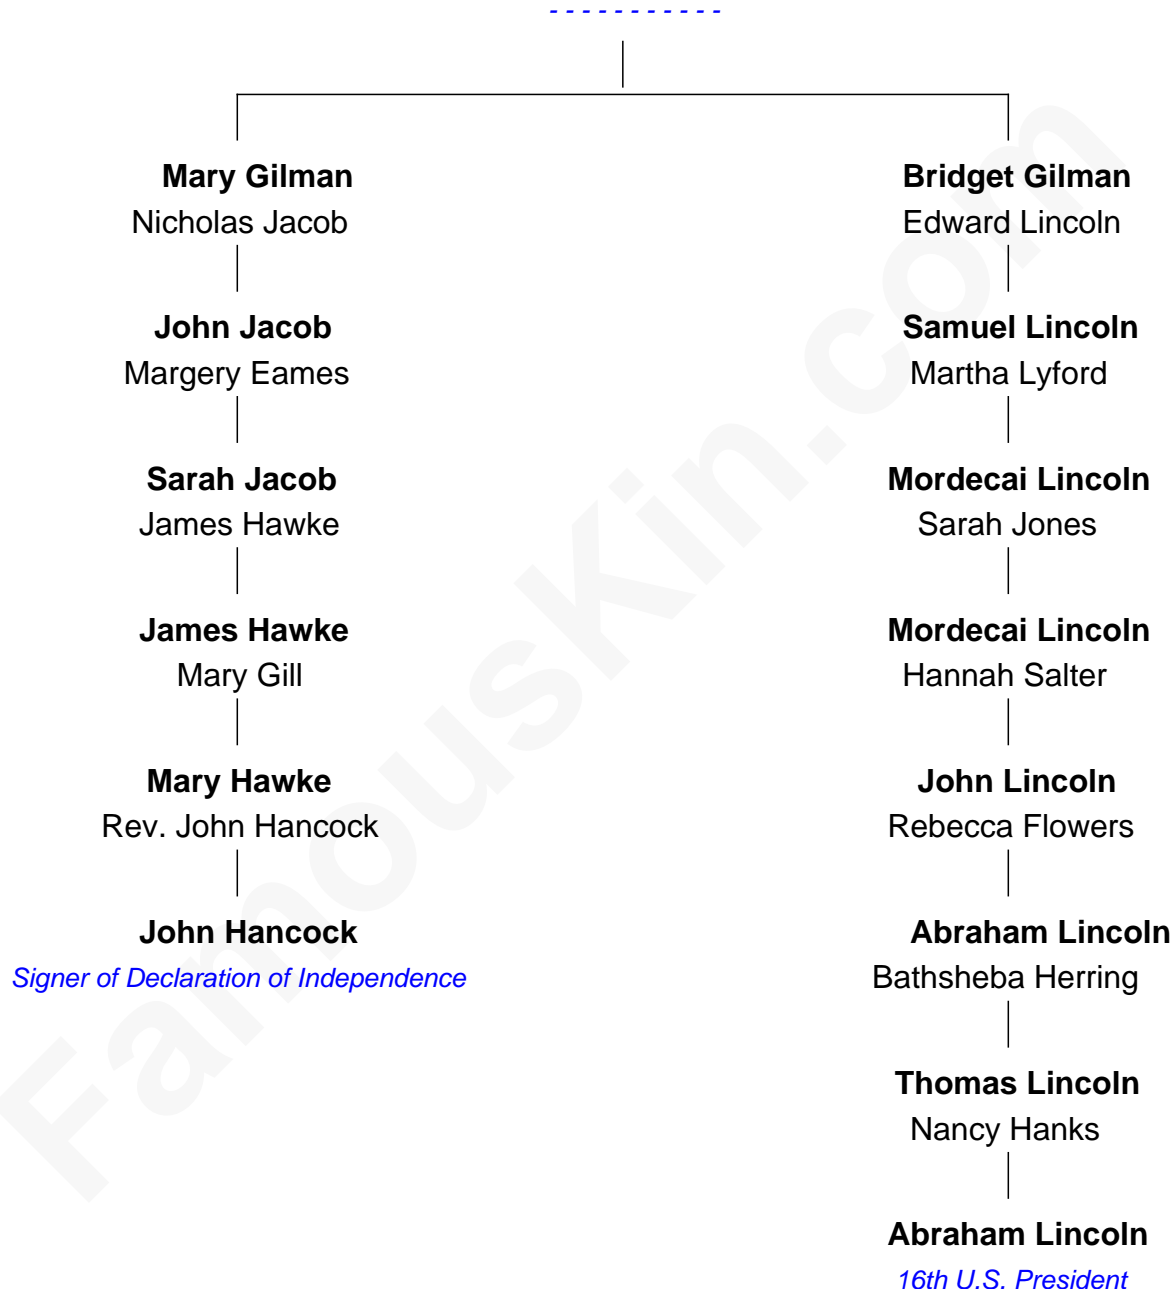 - - - - - - - - - - -
Mary Gilman
Nicholas Jacob
Bridget Gilman
Edward Lincoln
John Jacob
Margery Eames
Samuel Lincoln
Martha Lyford
Sarah Jacob
James Hawke
Mordecai Lincoln
Sarah Jones
James Hawke
Mary Gill
Mordecai Lincoln
Hannah Salter
Mary Hawke
Rev. John Hancock
John Lincoln
Rebecca Flowers
John Hancock
Signer of Declaration of Independence
Abraham Lincoln
Bathsheba Herring
Thomas Lincoln
Nancy Hanks
Abraham Lincoln
16th U.S. President
FamousKin.com